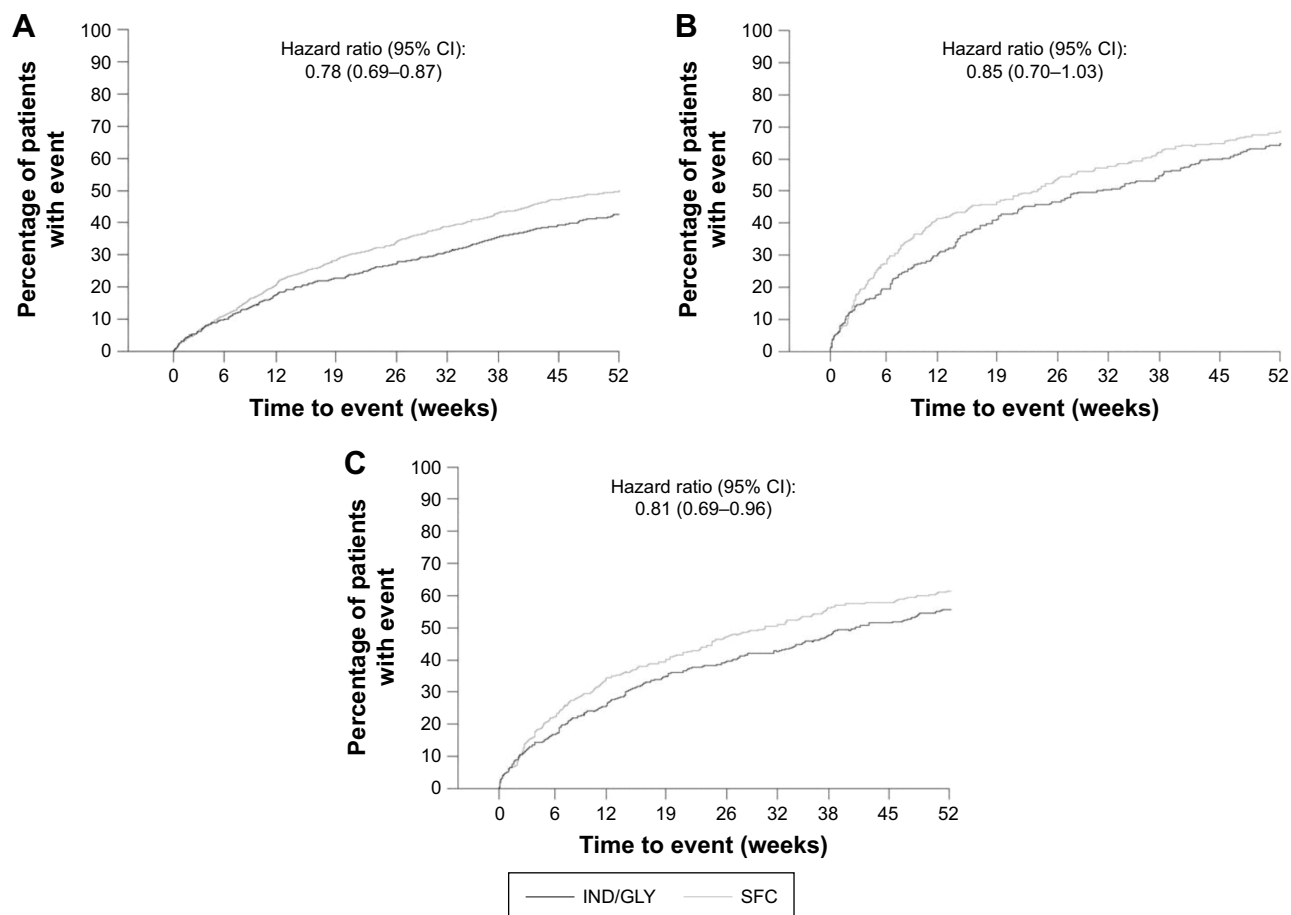 A
Hazard ratio (95% CI):
0.78 (0.69–0.87)
Percentage of patients
with event
100
90
80
70
60
50
40
30
20
10
0
0 6 12 19 26 32 38 45 52
Time to event (weeks)
B
Hazard ratio (95% CI):
0.85 (0.70–1.03)
Percentage of patients
with event
100
90
80
70
60
50
40
30
20
10
0
0 6 12 19 26 32 38 45 52
Time to event (weeks)
C
Hazard ratio (95% CI):
0.81 (0.69–0.96)
Percentage of patients
with event
100
90
80
70
60
50
40
30
20
10
0
0 6 12 19 26 32 38 45 52
Time to event (weeks)
IND/GLY SFC